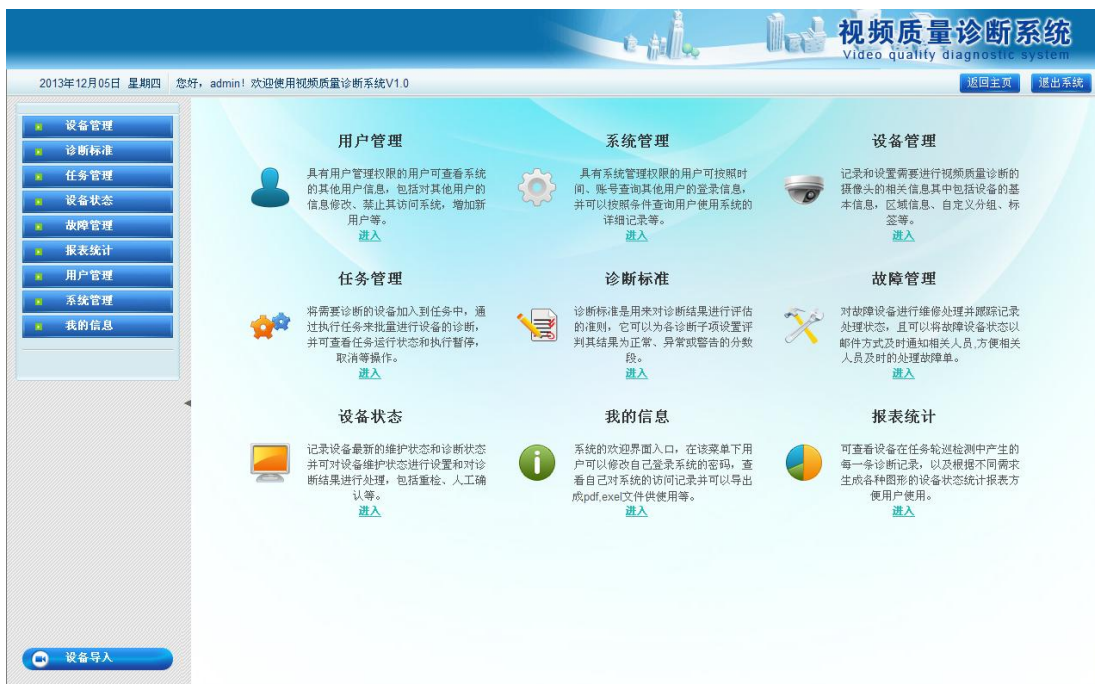 视频质量诊断系统
Video quality diagnostic system
2013年12月05日 星期四 您好，admin！欢迎使用视频质量诊断系统V1.0
返回主页 退出系统
设备管理
诊断标准
任务管理
设备状态
故障管理
报表统计
用户管理
系统管理
我的信息
设备导入
用户管理
具有用户管理权限的用户可查看系统
的其他用户信息，包括对其他用户的
信息修改、禁止其访问系统，增加新
用户等。
进入
系统管理
具有系统管理权限的用户可按照时
间、账号查询其他用户的登录信息，
并可以按照条件查询用户使用系统的
详细记录等。
进入
设备管理
记录和设置需要进行视频质量诊断的
摄像头的相关信息其中包括设备的基
本信息，区域信息、自定义分组、标
签等。
进入
任务管理
将需要诊断的设备加入到任务中，通
过执行任务来批量进行设备的诊断，
并可查看任务运行状态和执行暂停，
取消等操作。
进入
诊断标准
诊断标准是用来对诊断结果进行评估
的准则，它可以为各诊断子项设置评
判其结果为正常、异常或警告的分数
段。
进入
故障管理
对故障设备进行维修处理并跟踪记录
处理状态，且可以将故障设备状态以
邮件方式及时通知相关人员,方便相关
人员及时的处理故障单。
进入
设备状态
记录设备最新的维护状态和诊断状态
并可对设备维护状态进行设置和对诊
断结果进行处理，包括重检、人工确
认等。
进入
我的信息
系统的欢迎界面入口，在该菜单下用
户可以修改自己登录系统的密码，查
看自己对系统的访问记录并可以导出
成pdf,exel文件供使用等。
进入
报表统计
可查看设备在任务轮巡检测中产生的
每一条诊断记录，以及根据不同需求
生成各种图形的设备状态统计报表方
便用户使用。
进入